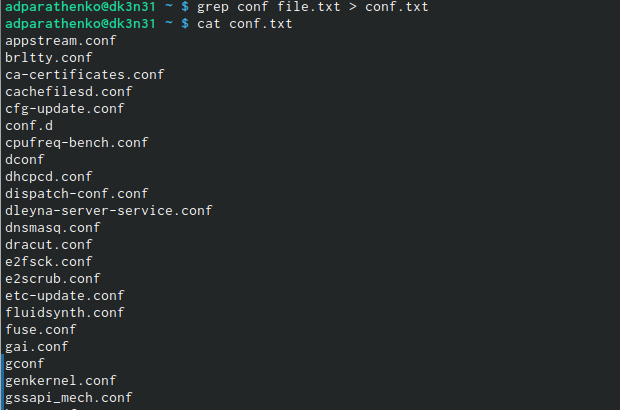 adparathenko@dk3n31 ~ $ grep conf file.txt > conf.txt
adparathenko@dk3n31 ~ $ cat conf.txt
appstream.conf
brltty.conf
ca-certificates.conf
cachefilesd.conf
cfg-update.conf
conf.d
cpufreq-bench.conf
dconf
dhcpcd.conf
dispatch-conf.conf
dleyna-server-service.conf
dnsmasq.conf
dracut.conf
e2fsck.conf
e2scrub.conf
etc-update.conf
fluidsynth.conf
fuse.conf
gai.conf
gconf
genkernel.conf
gssapi_mech.conf